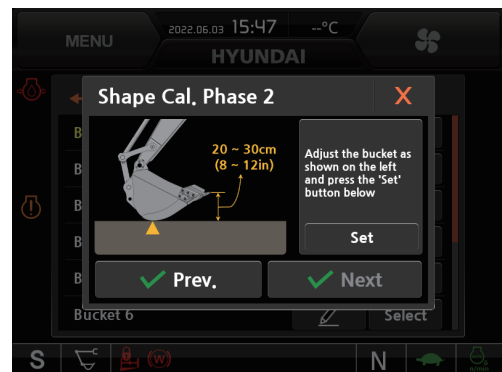 MENU
2022.06.03 15:47 --°C
HYUNDAI
Shape Cal. Phase 2 X
20 ~ 30cm
(8 ~ 12in)
Adjust the bucket as
shown on the left
and press the 'Set'
button below
Set
B
B
B
B
B
Prev.
Next
Bucket 6
Select
S
(W)
N
n/min